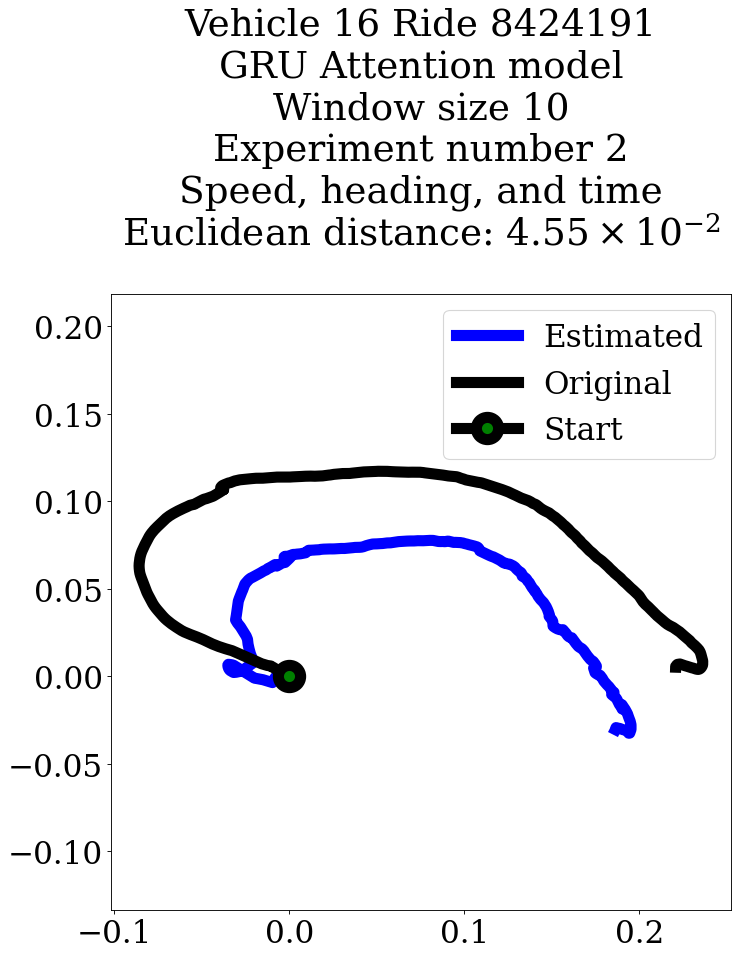 Vehicle 16 Ride 8424191
GRU Attention model
Window size 10
Experiment number 2
Speed, heading, and time
Euclidean distance: 4.55 × 10⁻²
Estimated
Original
Start
0.20
0.15
0.10
0.05
0.00
−0.05
−0.10
−0.1 0.0 0.1 0.2